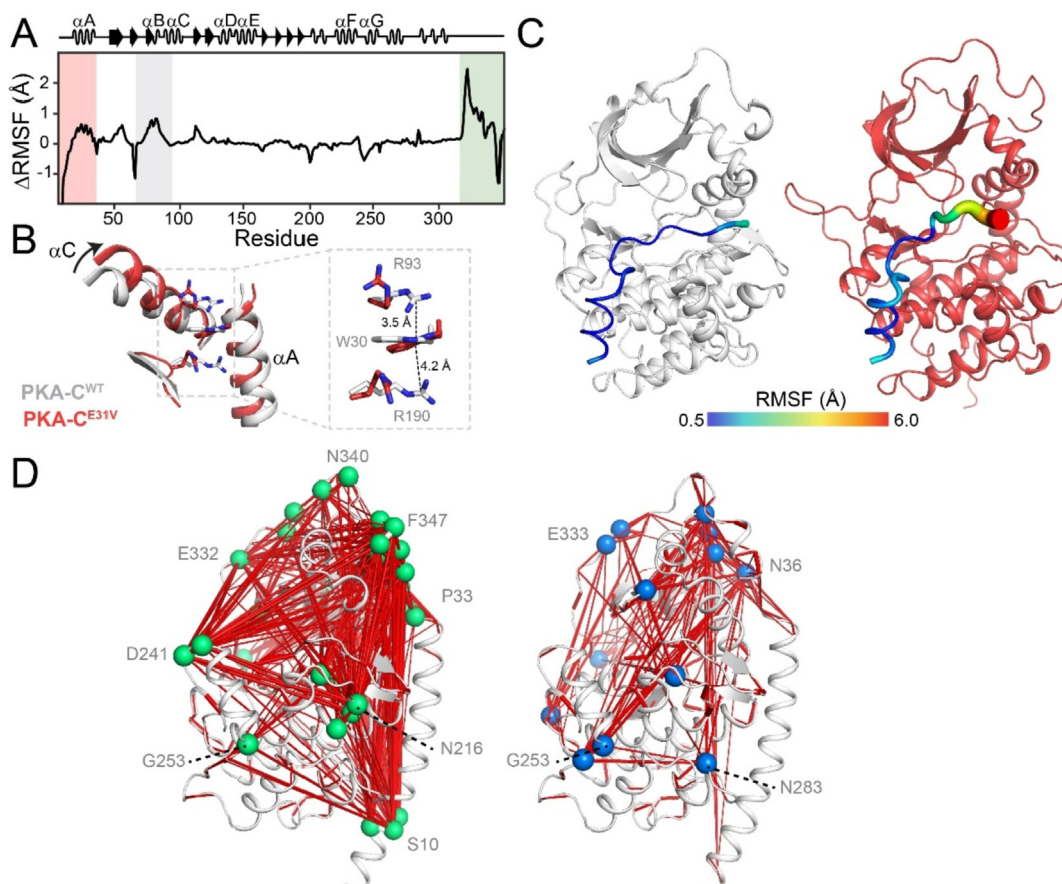 A
αA
αB αC
αD αE
αF αG
ΔRMSF (Å)
2
1
0
-1
50 100 150 200 250 300
Residue
B
αC
αA
PKA-C^WT
PKA-C^E31V
R93
3.5 Å
W30
4.2 Å
R190
C
RMSF (Å)
0.5 6.0
D
N340
F347
E332
P33
D241
N216
G253
S10
E333
N36
G253
N283